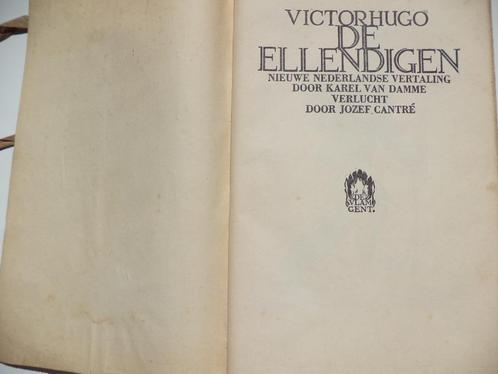 VICTOR HUGO
DE
ELLENDIGEN
NIEUWE NEDERLANDSE VERTALING
DOOR KAREL VAN DAMME
VERLUCHT
DOOR JOZEF CANTRÉ
DE
VLAM
GENT.